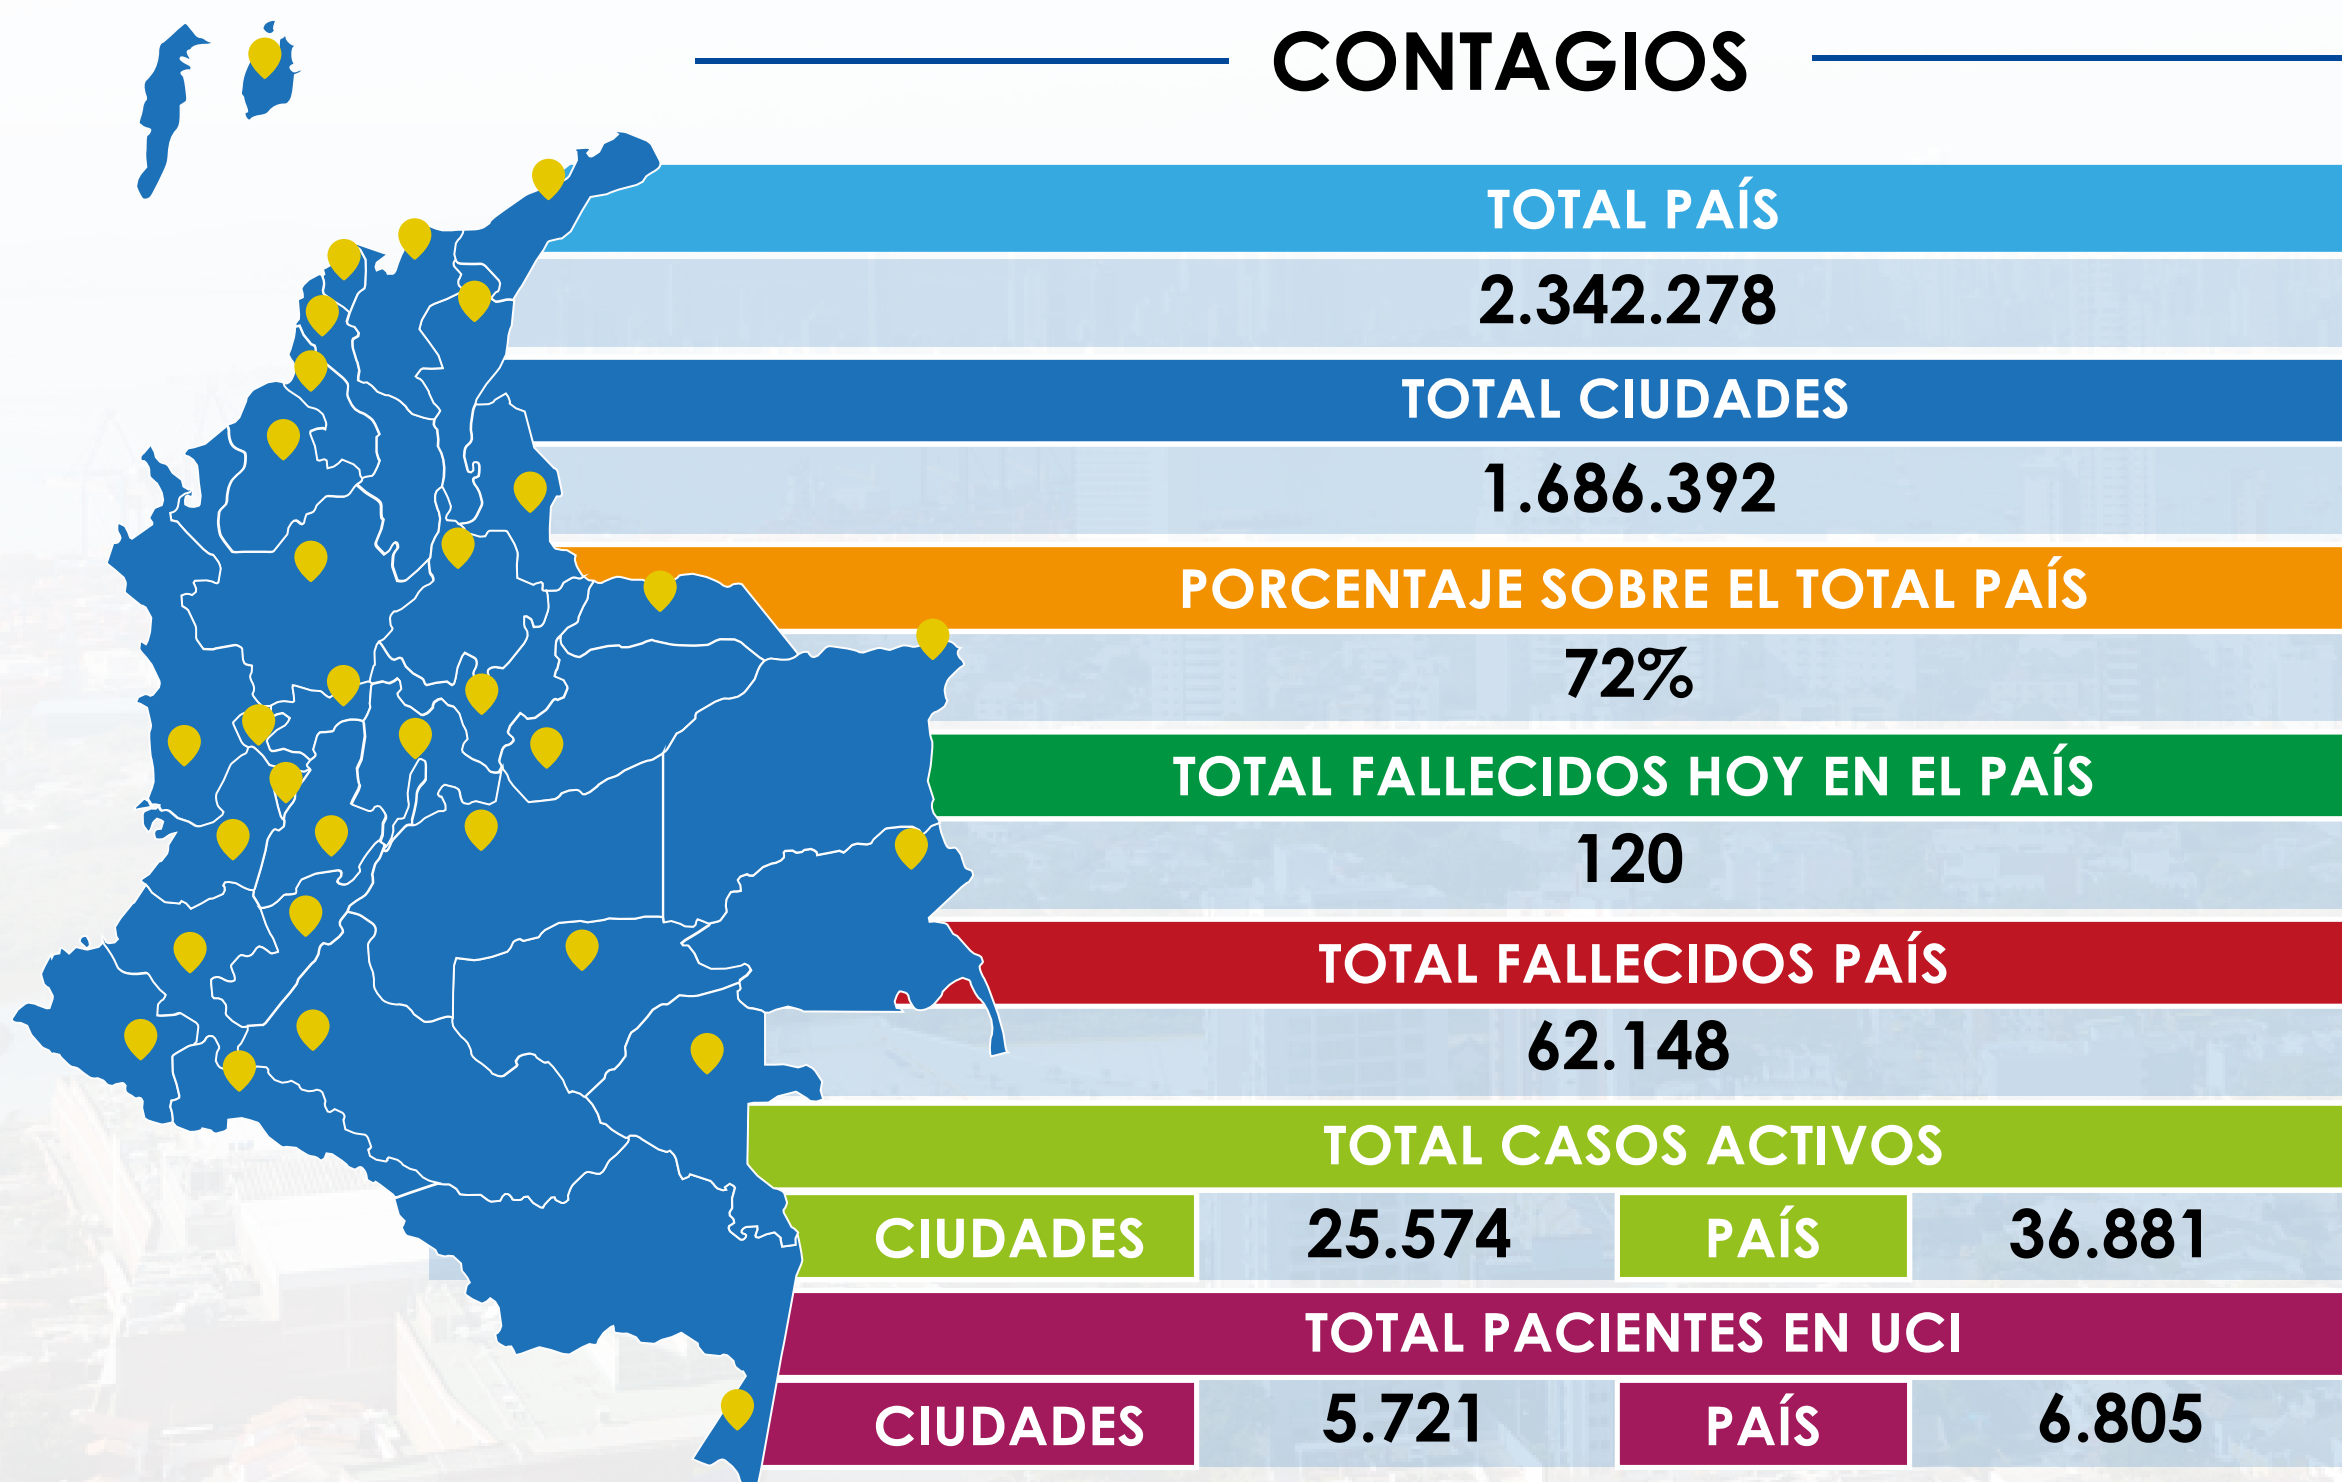 CONTAGIOS
TOTAL PAÍS
2.342.278
TOTAL CIUDADES
1.686.392
PORCENTAJE SOBRE EL TOTAL PAÍS
72%
TOTAL FALLECIDOS HOY EN EL PAÍS
120
TOTAL FALLECIDOS PAÍS
62.148
TOTAL CASOS ACTIVOS
CIUDADES 25.574 PAÍS 36.881
TOTAL PACIENTES EN UCI
CIUDADES 5.721 PAÍS 6.805